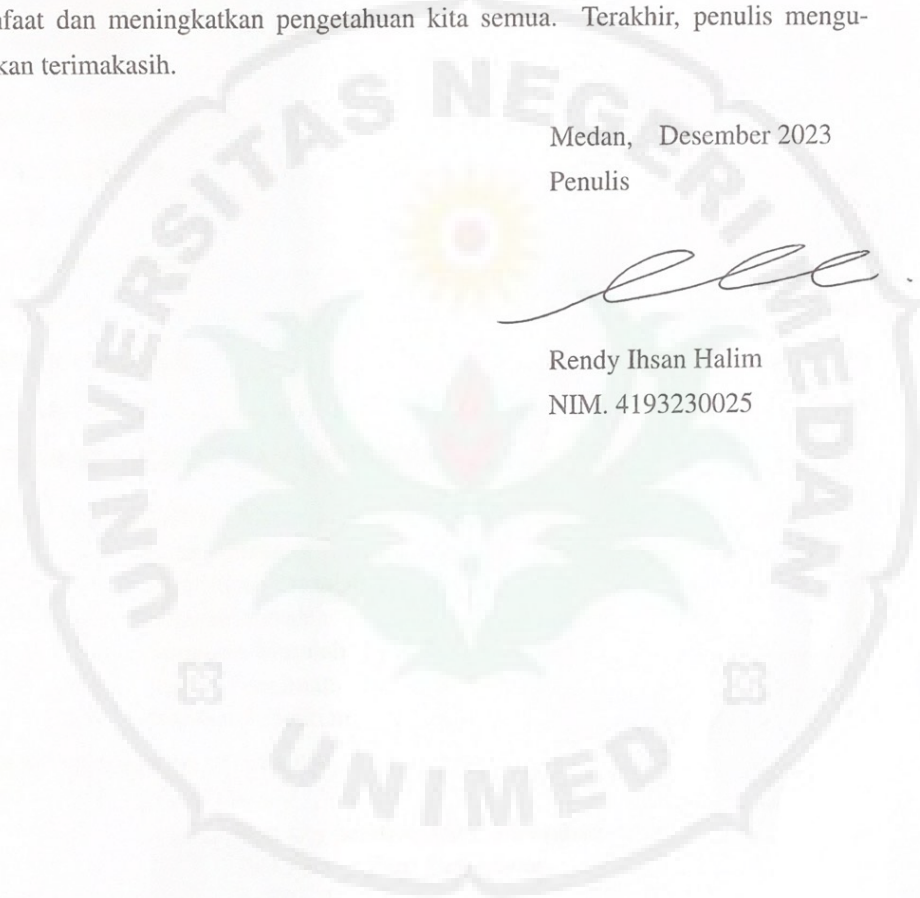 faat dan meningkatkan pengetahuan kita semua. Terakhir, penulis mengu-
kan terimakasih.
Medan, Desember 2023
Penulis
Rendy Ihsan Halim
NIM. 4193230025
UNIVERSITAS NEGERI MEDAN
UNIMED